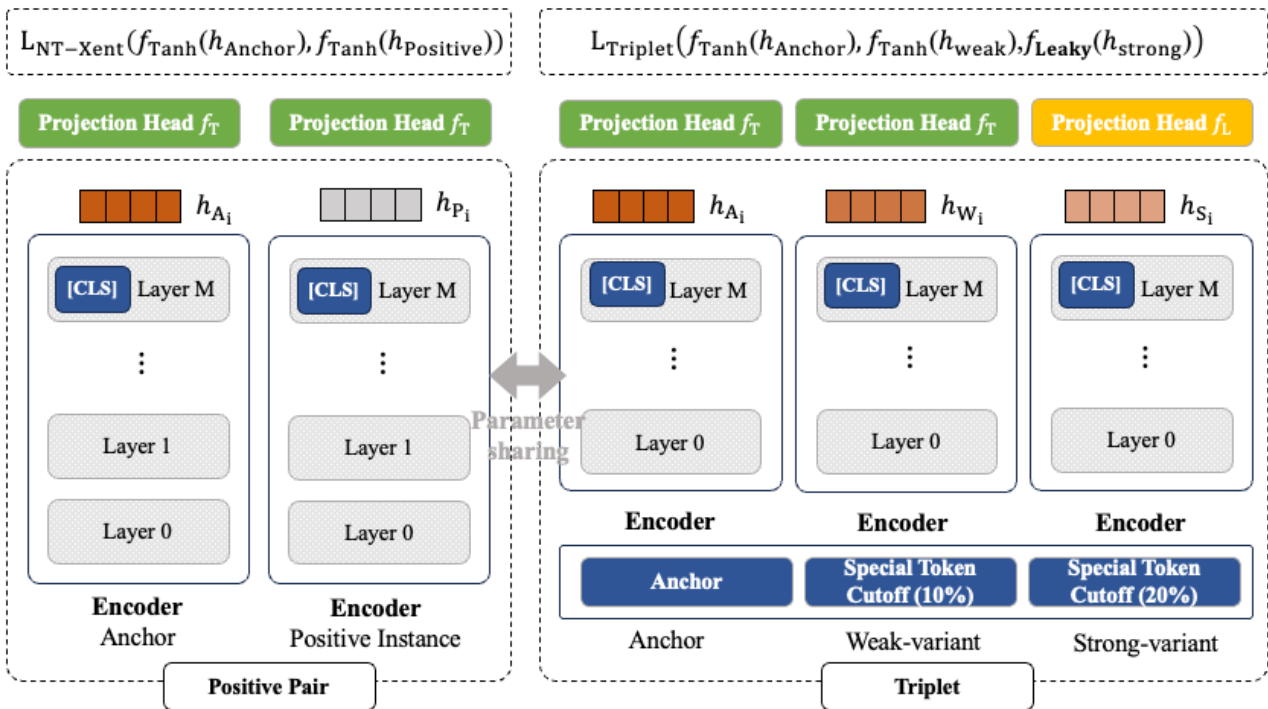 L_NT−Xent(f_Tanh(h_Anchor), f_Tanh(h_Positive))
L_Triplet(f_Tanh(h_Anchor), f_Tanh(h_weak),f_Leaky(h_strong))
Projection Head f_T
Projection Head f_T
Projection Head f_T
Projection Head f_T
Projection Head f_L
h_A_i
h_P_i
h_A_i
h_W_i
h_S_i
[CLS] Layer M
[CLS] Layer M
[CLS] Layer M
[CLS] Layer M
[CLS] Layer M
⋮
⋮
⋮
⋮
⋮
Parameter
sharing
Layer 1
Layer 1
Layer 0
Layer 0
Layer 0
Layer 0
Layer 0
Encoder
Encoder
Encoder
Anchor
Special Token
Cutoff (10%)
Special Token
Cutoff (20%)
Encoder
Anchor
Encoder
Positive Instance
Anchor
Weak-variant
Strong-variant
Positive Pair
Triplet